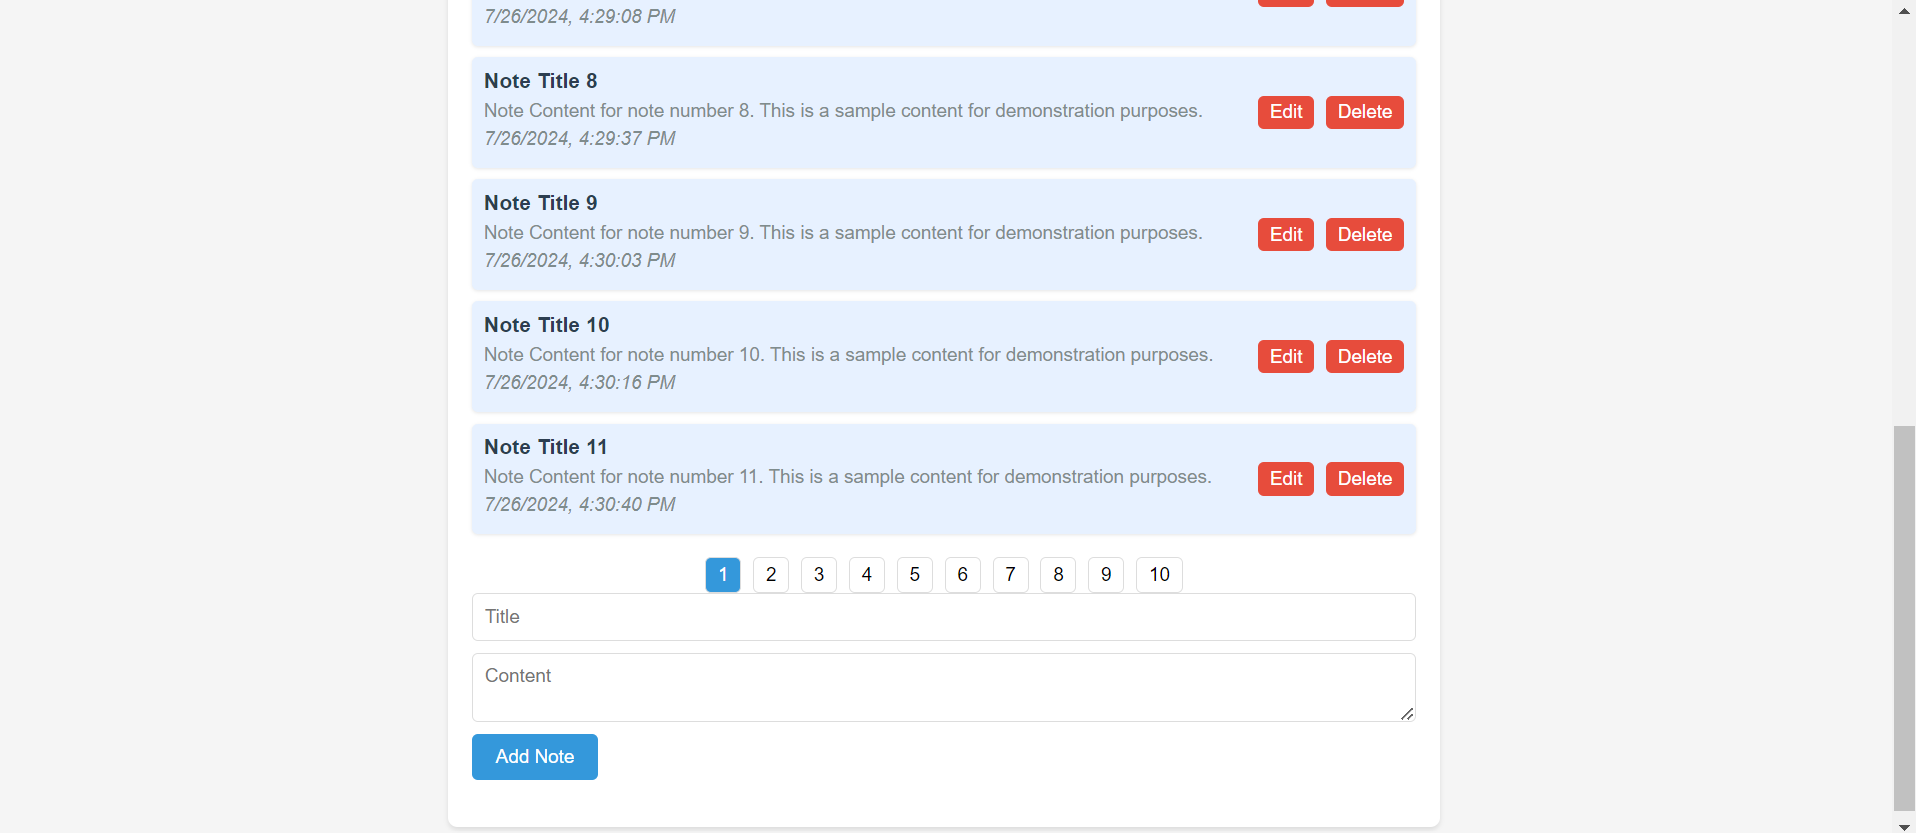 7/26/2024, 4:29:08 PM
Note Title 8
Note Content for note number 8. This is a sample content for demonstration purposes.
7/26/2024, 4:29:37 PM
Edit Delete
Note Title 9
Note Content for note number 9. This is a sample content for demonstration purposes.
7/26/2024, 4:30:03 PM
Edit Delete
Note Title 10
Note Content for note number 10. This is a sample content for demonstration purposes.
7/26/2024, 4:30:16 PM
Edit Delete
Note Title 11
Note Content for note number 11. This is a sample content for demonstration purposes.
7/26/2024, 4:30:40 PM
Edit Delete
1 2 3 4 5 6 7 8 9 10
Title
Content
Add Note